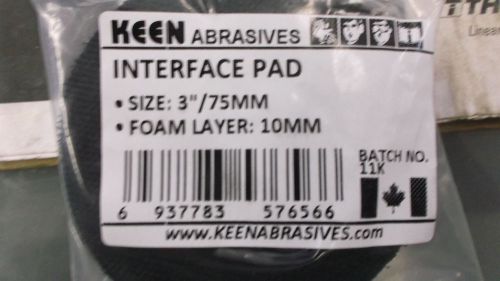 KEEN ABRASIVES
INTERFACE PAD
• SIZE: 3"/75MM
• FOAM LAYER: 10MM
BATCH NO.
11K
6 937783 576566
www.KEENABRASIVES.com
Linear